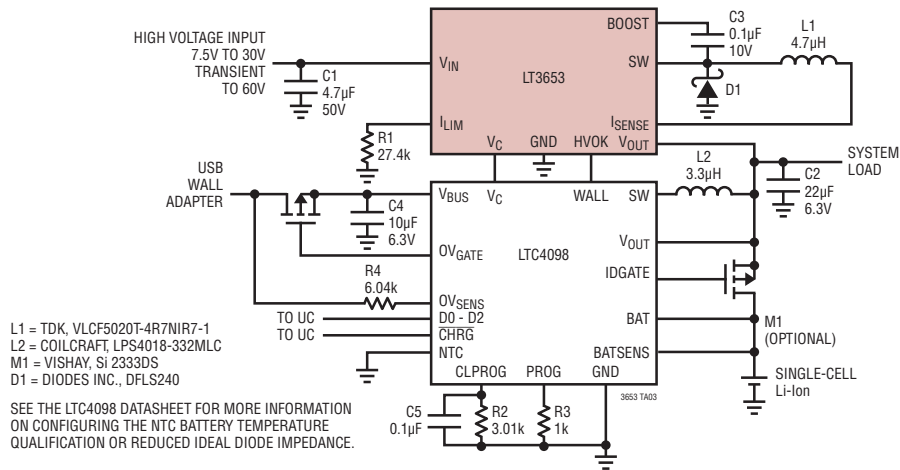 HIGH VOLTAGE INPUT
7.5V TO 30V
TRANSIENT
TO 60V
C1
4.7µF
50V
VIN
LT3653
BOOST
SW
C3
0.1µF
10V
L1
4.7µH
D1
ILIM
R1
27.4k
VC
GND
HVOK
ISENSE
VOUT
SYSTEM
LOAD
C2
22µF
6.3V
L2
3.3µH
USB
WALL
ADAPTER
VBUS
VC
WALL
SW
C4
10µF
6.3V
OVGATE
LTC4098
VOUT
IDGATE
R4
6.04k
OVSENS
TO UC
D0 - D2
TO UC
CHRG
NTC
BAT
M1
(OPTIONAL)
BATSENS
CLPROG
PROG
GND
SINGLE-CELL
Li-Ion
3653 TA03
C5
0.1µF
R2
3.01k
R3
1k
L1 = TDK, VLCF5020T-4R7NIR7-1
L2 = COILCRAFT, LPS4018-332MLC
M1 = VISHAY, Si 2333DS
D1 = DIODES INC., DFLS240
SEE THE LTC4098 DATASHEET FOR MORE INFORMATION
ON CONFIGURING THE NTC BATTERY TEMPERATURE
QUALIFICATION OR REDUCED IDEAL DIODE IMPEDANCE.